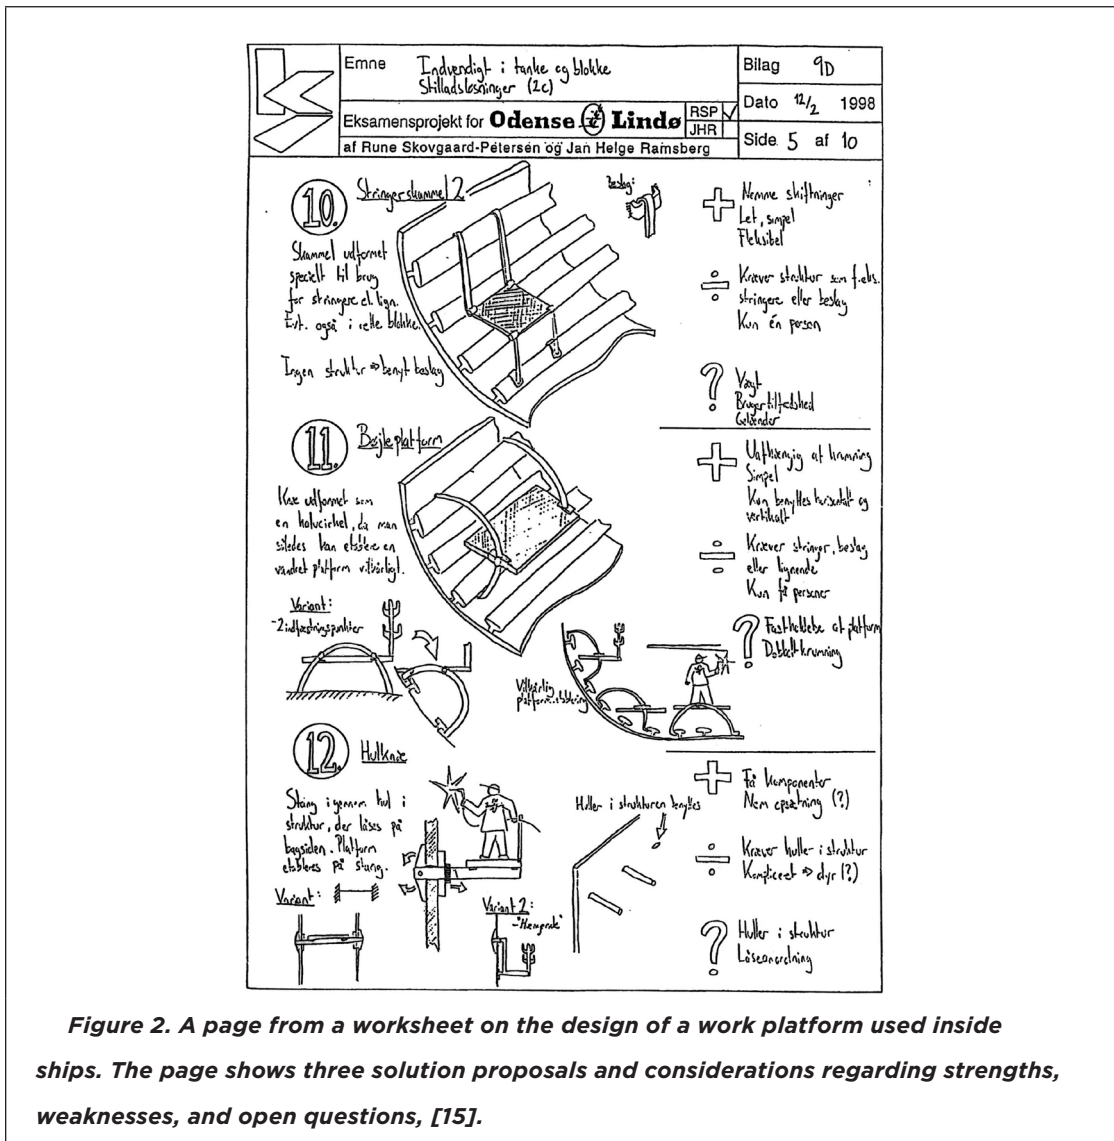 Emne Indvendigt i tanke og blokke
Stilladsløsninger (2c)
Eksamensprojekt for Odense Lindø
RSP
JHR
af Rune Skovgaard-Petersen og Jan Helge Ramsberg
Bilag 9D
Dato 12/2 1998
Side 5 af 10
10. Stringerskammel 2
Skammel udformet
specielt til brug
for stringere el. lign.
Evt. også i rette blokke.
Ingen struktur ⇒ benyt beslag
Beslag:
+ Nemme skiftninger
Let, simpel
Fleksibel
÷ Kræver struktur som f.eks.
stringere eller beslag
Kun én person
? Vægt
Brugertilfredshed
Gelænder
11. Bøjleplatform
Knæ udformet som
en halvcirkel, da man
således kan etablere en
vandret platform vilkårligt.
Variant:
-2 indfæstningspunkter
Vilkårlig
platformsetablering
+ Uafhængig af krumning
Simpel
Kun benyttes horisontalt og
vertikalt
÷ Kræver stringer, beslag
eller lignende
Kun få personer
? Fastholdelse af platform
Dobbeltkrumning
12. Hulknæ
Stang igennem hul i
struktur, der låses på
bagsiden. Platform
etableres på stang.
Variant:
Variant 2:
Huller i strukturen benyttes
+ Få komponenter
Nem opsætning (?)
÷ Kræver huller i struktur
Kompliceret ⇒ dyr (?)
? Huller i struktur
Låseanordning
Figure 2. A page from a worksheet on the design of a work platform used inside
ships. The page shows three solution proposals and considerations regarding strengths,
weaknesses, and open questions, [15].